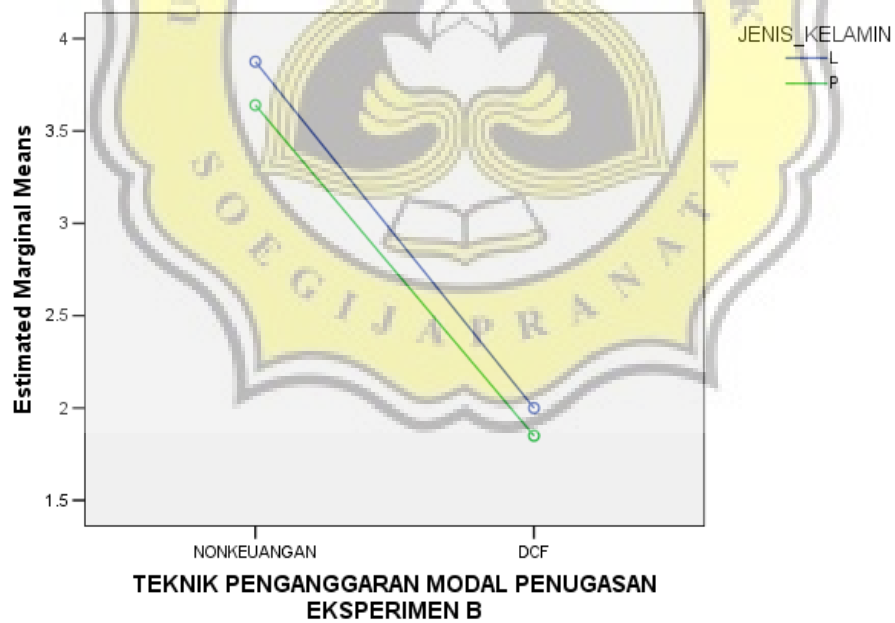 4
3.5
3
2.5
2
1.5
Estimated Marginal Means
JENIS_KELAMIN
L
P
SOEGIJAPRANATA
NONKEUANGAN
DCF
TEKNIK PENGANGGARAN MODAL PENUGASAN
EKSPERIMEN B